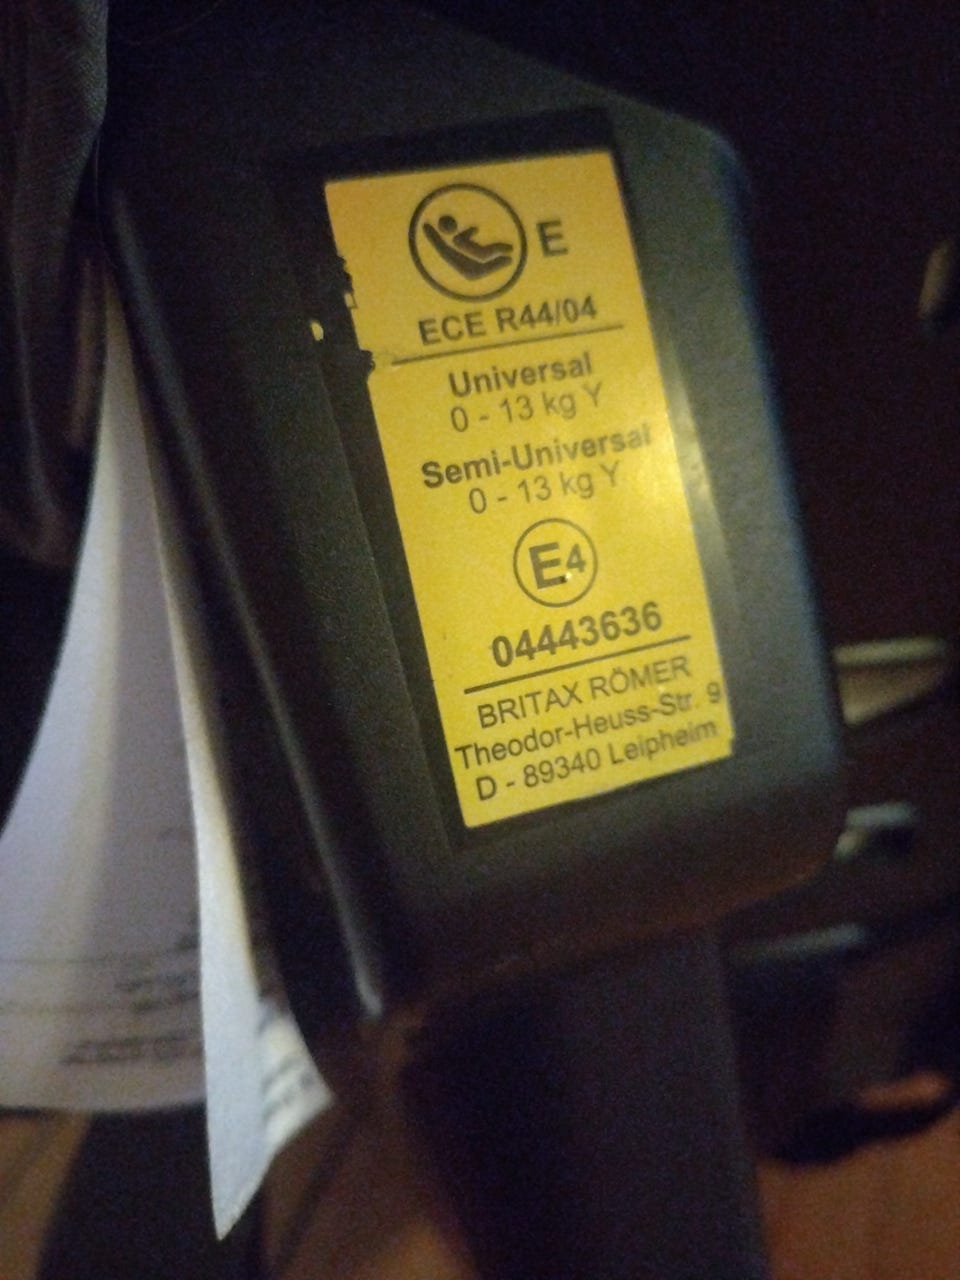 E
ECE R44/04
Universal
0 - 13 kg Y
Semi-Universal
0 - 13 kg Y
E4
04443636
BRITAX RÖMER
Theodor-Heuss-Str. 9
D - 89340 Leipheim